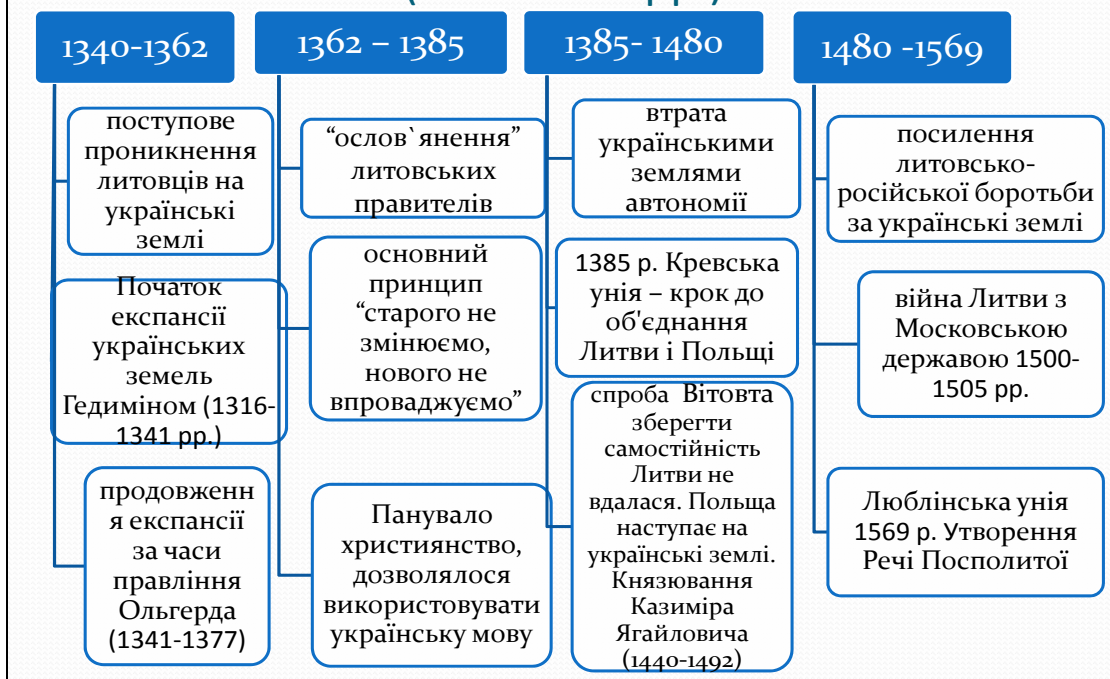 1340-1362
поступове
проникнення
литовців на
українські
землі
Початок
експансії
українських
земель
Гедиміном (1316-
1341 рр.)
продовженн
я експансії
за часи
правління
Ольгерда
(1341-1377)
1362 – 1385
“ослов`янення”
литовських
правителів
основний
принцип
“старого не
змінюємо,
нового не
впроваджуємо”
Панувало
християнство,
дозволялося
використовувати
українську мову
1385- 1480
втрата
українськими
землями
автономії
1385 р. Кревська
унія – крок до
об'єднання
Литви і Польщі
спроба Вітовта
зберегти
самостійність
Литви не
вдалася. Польща
наступає на
українські землі.
Князювання
Казиміра
Ягайловича
(1440-1492)
1480 -1569
посилення
литовсько-
російської боротьби
за українські землі
війна Литви з
Московською
державою 1500-
1505 рр.
Люблінська унія
1569 р. Утворення
Речі Посполитої